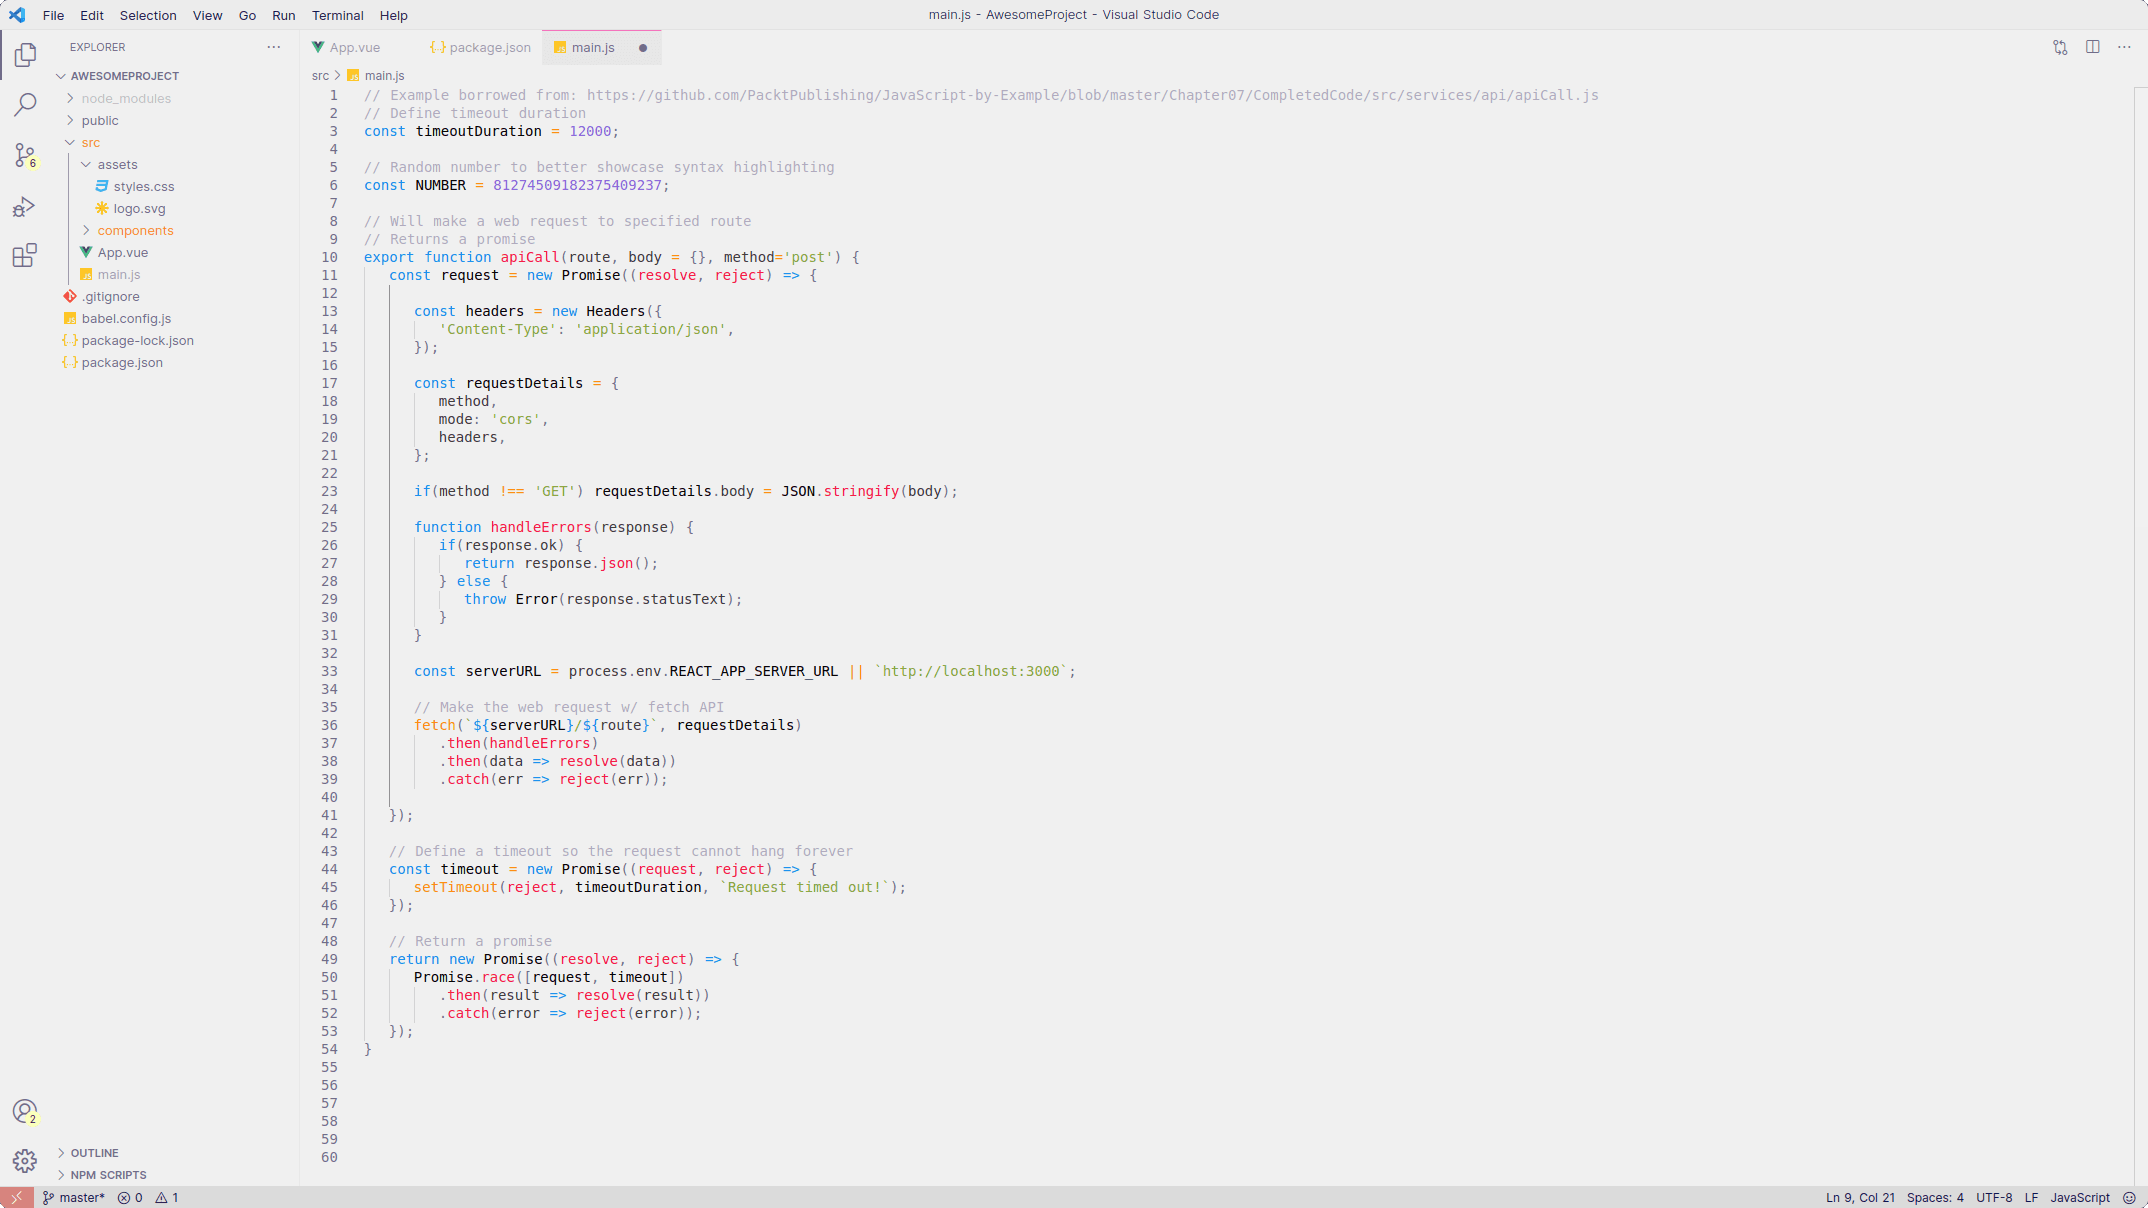 File Edit Selection View Go Run Terminal Help
main.js - AwesomeProject - Visual Studio Code
EXPLORER
AWESOMEPROJECT
node_modules
public
src
assets
styles.css
logo.svg
components
App.vue
main.js
.gitignore
babel.config.js
package-lock.json
package.json
6
2
OUTLINE
NPM SCRIPTS
App.vue package.json main.js
src > main.js
1 // Example borrowed from: https://github.com/PacktPublishing/JavaScript-by-Example/blob/master/Chapter07/CompletedCode/src/services/api/apiCall.js
2 // Define timeout duration
3 const timeoutDuration = 12000;
4
5 // Random number to better showcase syntax highlighting
6 const NUMBER = 81274509182375409237;
7
8 // Will make a web request to specified route
9 // Returns a promise
10 export function apiCall(route, body = {}, method='post') {
11 const request = new Promise((resolve, reject) => {
12
13 const headers = new Headers({
14 'Content-Type': 'application/json',
15 });
16
17 const requestDetails = {
18 method,
19 mode: 'cors',
20 headers,
21 };
22
23 if(method !== 'GET') requestDetails.body = JSON.stringify(body);
24
25 function handleErrors(response) {
26 if(response.ok) {
27 return response.json();
28 } else {
29 throw Error(response.statusText);
30 }
31 }
32
33 const serverURL = process.env.REACT_APP_SERVER_URL || `http://localhost:3000`;
34
35 // Make the web request w/ fetch API
36 fetch(`${serverURL}/${route}`, requestDetails)
37 .then(handleErrors)
38 .then(data => resolve(data))
39 .catch(err => reject(err));
40
41 });
42
43 // Define a timeout so the request cannot hang forever
44 const timeout = new Promise((request, reject) => {
45 setTimeout(reject, timeoutDuration, `Request timed out!`);
46 });
47
48 // Return a promise
49 return new Promise((resolve, reject) => {
50 Promise.race([request, timeout])
51 .then(result => resolve(result))
52 .catch(error => reject(error));
53 });
54 }
55
56
57
58
59
60
master* 0 1
Ln 9, Col 21 Spaces: 4 UTF-8 LF JavaScript